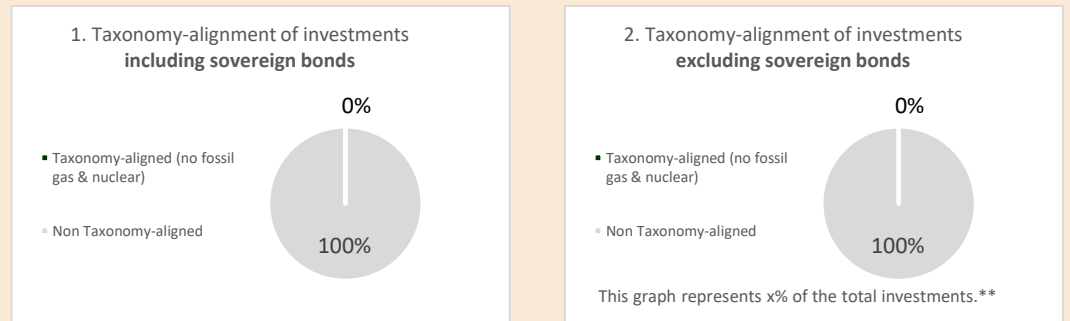 1. Taxonomy-alignment of investments
including sovereign bonds
0%
Taxonomy-aligned (no fossil
gas & nuclear)
Non Taxonomy-aligned
100%
2. Taxonomy-alignment of investments
excluding sovereign bonds
0%
Taxonomy-aligned (no fossil
gas & nuclear)
Non Taxonomy-aligned
100%
This graph represents x% of the total investments.**